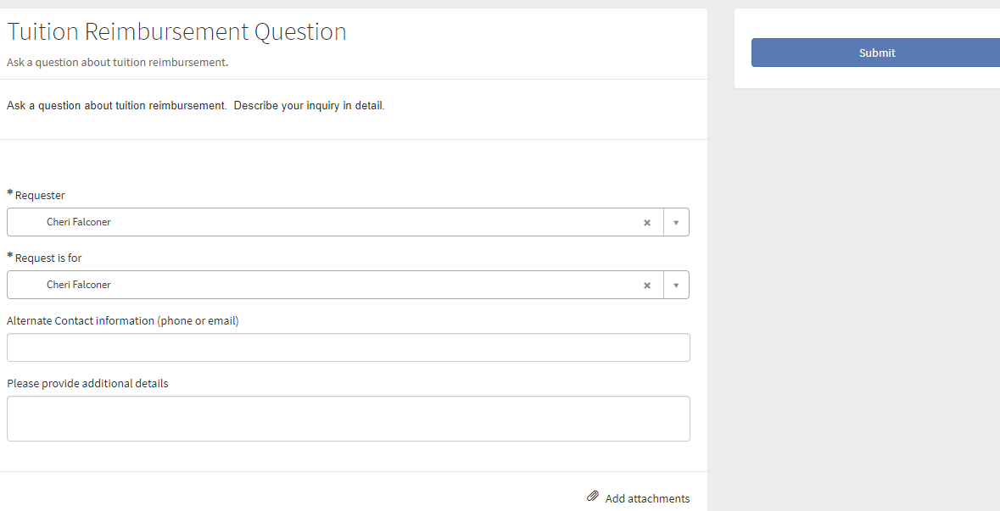 Tuition Reimbursement Question
Ask a question about tuition reimbursement.
Submit
Ask a question about tuition reimbursement.  Describe your inquiry in detail.
* Requester
Cheri Falconer
* Request is for
Cheri Falconer
Alternate Contact information (phone or email)
Please provide additional details
Add attachments